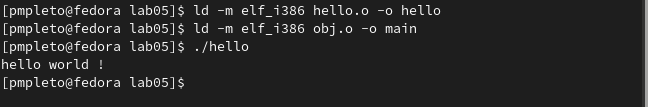 [pmpleto@fedora lab05]$ ld -m elf_i386 hello.o -o hello
[pmpleto@fedora lab05]$ ld -m elf_i386 obj.o -o main
[pmpleto@fedora lab05]$ ./hello
hello world !
[pmpleto@fedora lab05]$